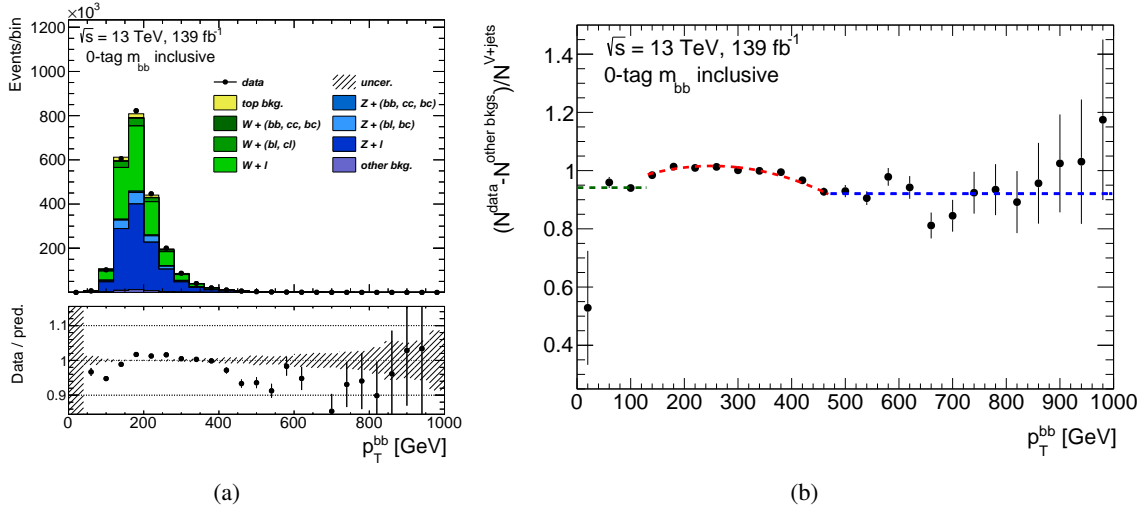 ×10³
Events/bin
1200
1000
800
600
400
200
0
√s = 13 TeV, 139 fb⁻¹
0-tag m_bb inclusive
data
uncer.
top bkg.
Z + (bb, cc, bc)
W + (bb, cc, bc)
Z + (bl, bc)
W + (bl, cl)
Z + l
W + l
other bkg.
Data / pred.
1.1
1
0.9
0 200 400 600 800 1000
p_T^bb [GeV]
(a)
(N^data - N^other bkgs)/N^V+jets
1.4
1.2
1
0.8
0.6
0.4
√s = 13 TeV, 139 fb⁻¹
0-tag m_bb inclusive
0 100 200 300 400 500 600 700 800 900 1000
p_T^bb [GeV]
(b)